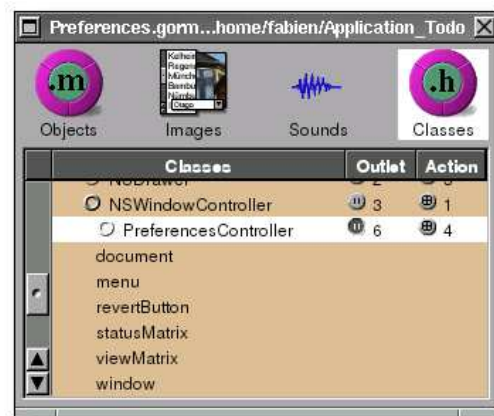 Preferences.gorm...home/fabien/Application_Todo
.m
.h
Objects
Images
Sounds
Classes
Classes
Outlet
Action
NSDrawer
NSWindowController
3
1
PreferencesController
6
4
document
menu
revertButton
statusMatrix
viewMatrix
window